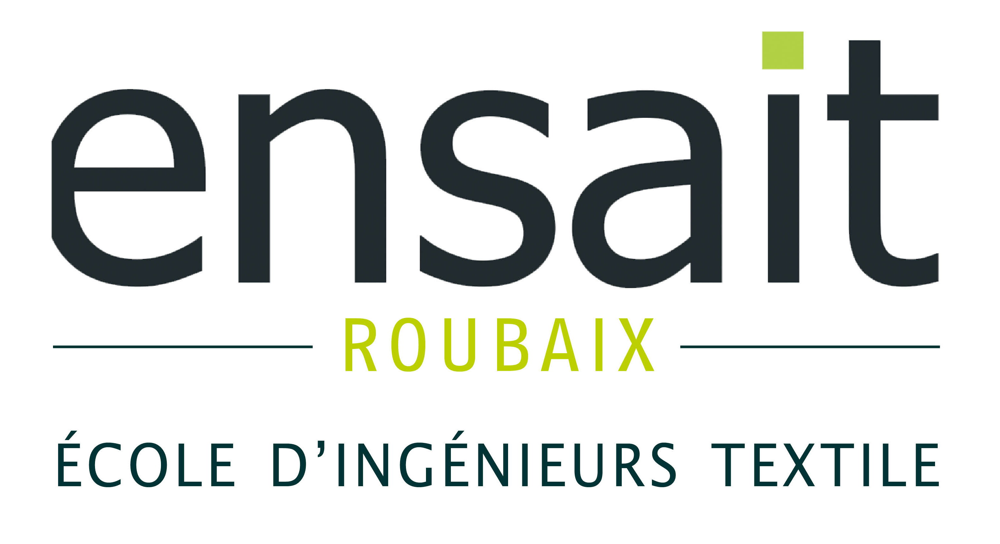 ensait
ROUBAIX
ÉCOLE D’INGÉNIEURS TEXTILE